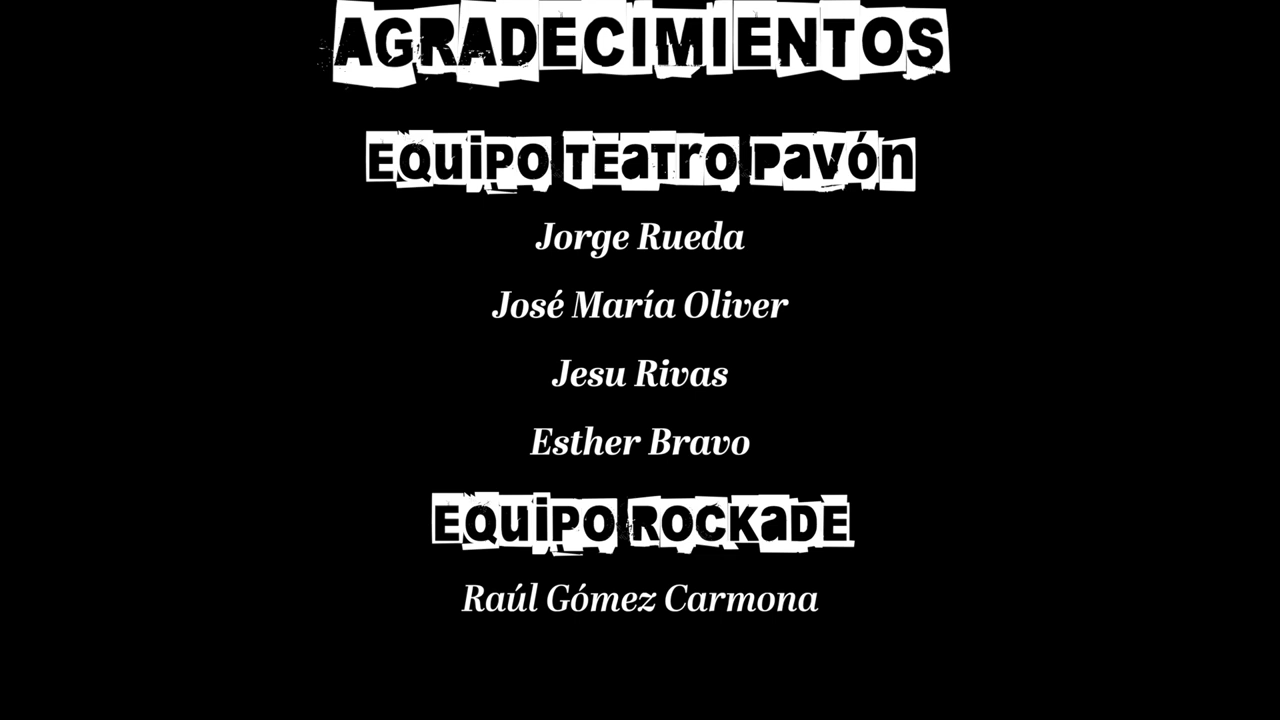 AGRADECIMIENTOS
EQUiPO TEaTrO Pavón
Jorge Rueda
José María Oliver
Jesu Rivas
Esther Bravo
EQUiPO ROCKaDE
Raúl Gómez Carmona